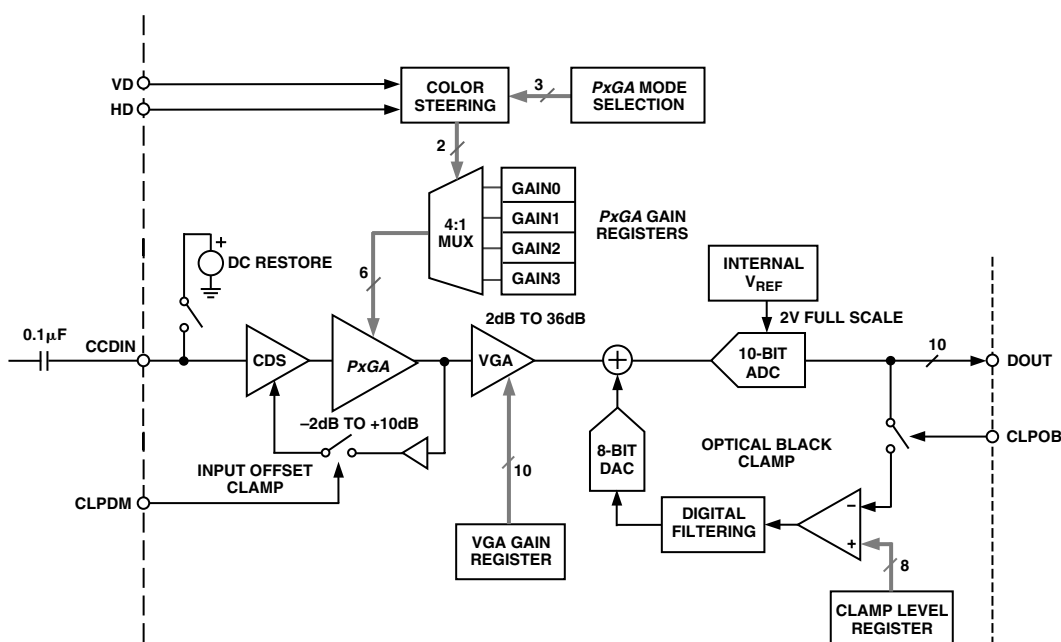 VD
HD
COLOR
STEERING
3
PxGA MODE
SELECTION
2
4:1
MUX
GAIN0
GAIN1
GAIN2
GAIN3
PxGA GAIN
REGISTERS
+
DC RESTORE
6
INTERNAL
VREF
2dB TO 36dB
2V FULL SCALE
0.1μF
CCDIN
CDS
PxGA
VGA
+
10-BIT
ADC
10
DOUT
–2dB TO +10dB
8-BIT
DAC
OPTICAL BLACK
CLAMP
CLPOB
INPUT OFFSET
CLAMP
10
CLPDM
VGA GAIN
REGISTER
DIGITAL
FILTERING
–
+
8
CLAMP LEVEL
REGISTER